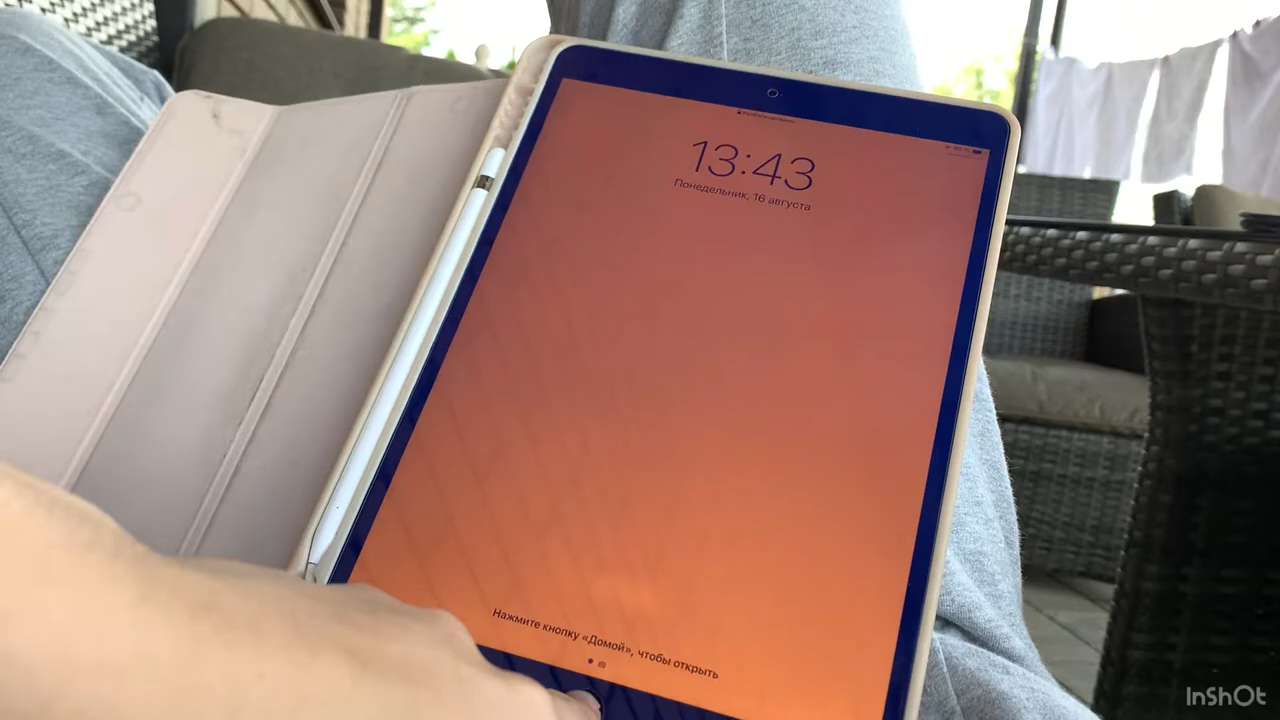 13:43
Понедельник, 16 августа
Нажмите кнопку «Домой», чтобы открыть
InShOt